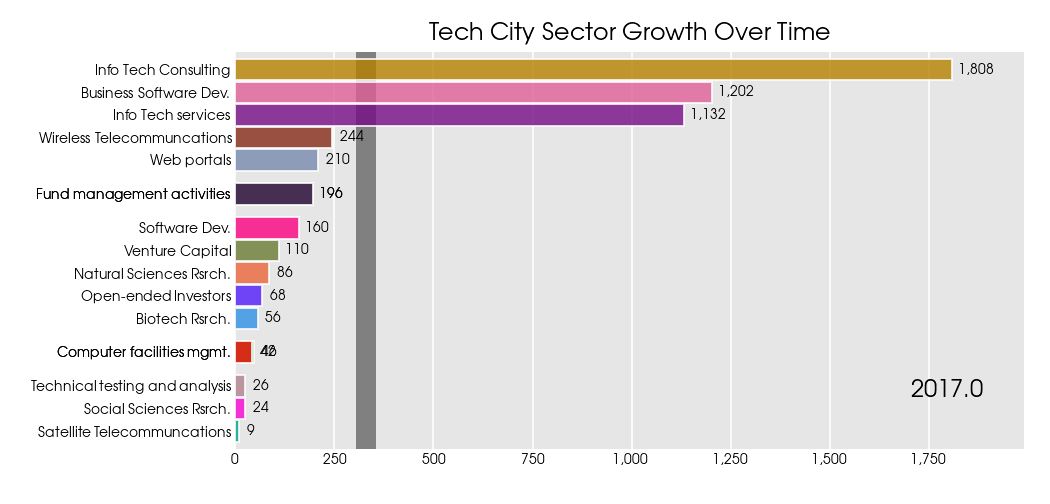 Tech City Sector Growth Over Time
Info Tech Consulting 1,808
Business Software Dev. 1,202
Info Tech services 1,132
Wireless Telecommuncations 244
Web portals 210
Fund management activities 196
Software Dev. 160
Venture Capital 110
Natural Sciences Rsrch. 86
Open-ended Investors 68
Biotech Rsrch. 56
Computer facilities mgmt.
Technical testing and analysis 26
Social Sciences Rsrch. 24
Satellite Telecommuncations 9
2017.0
0 250 500 750 1,000 1,250 1,500 1,750